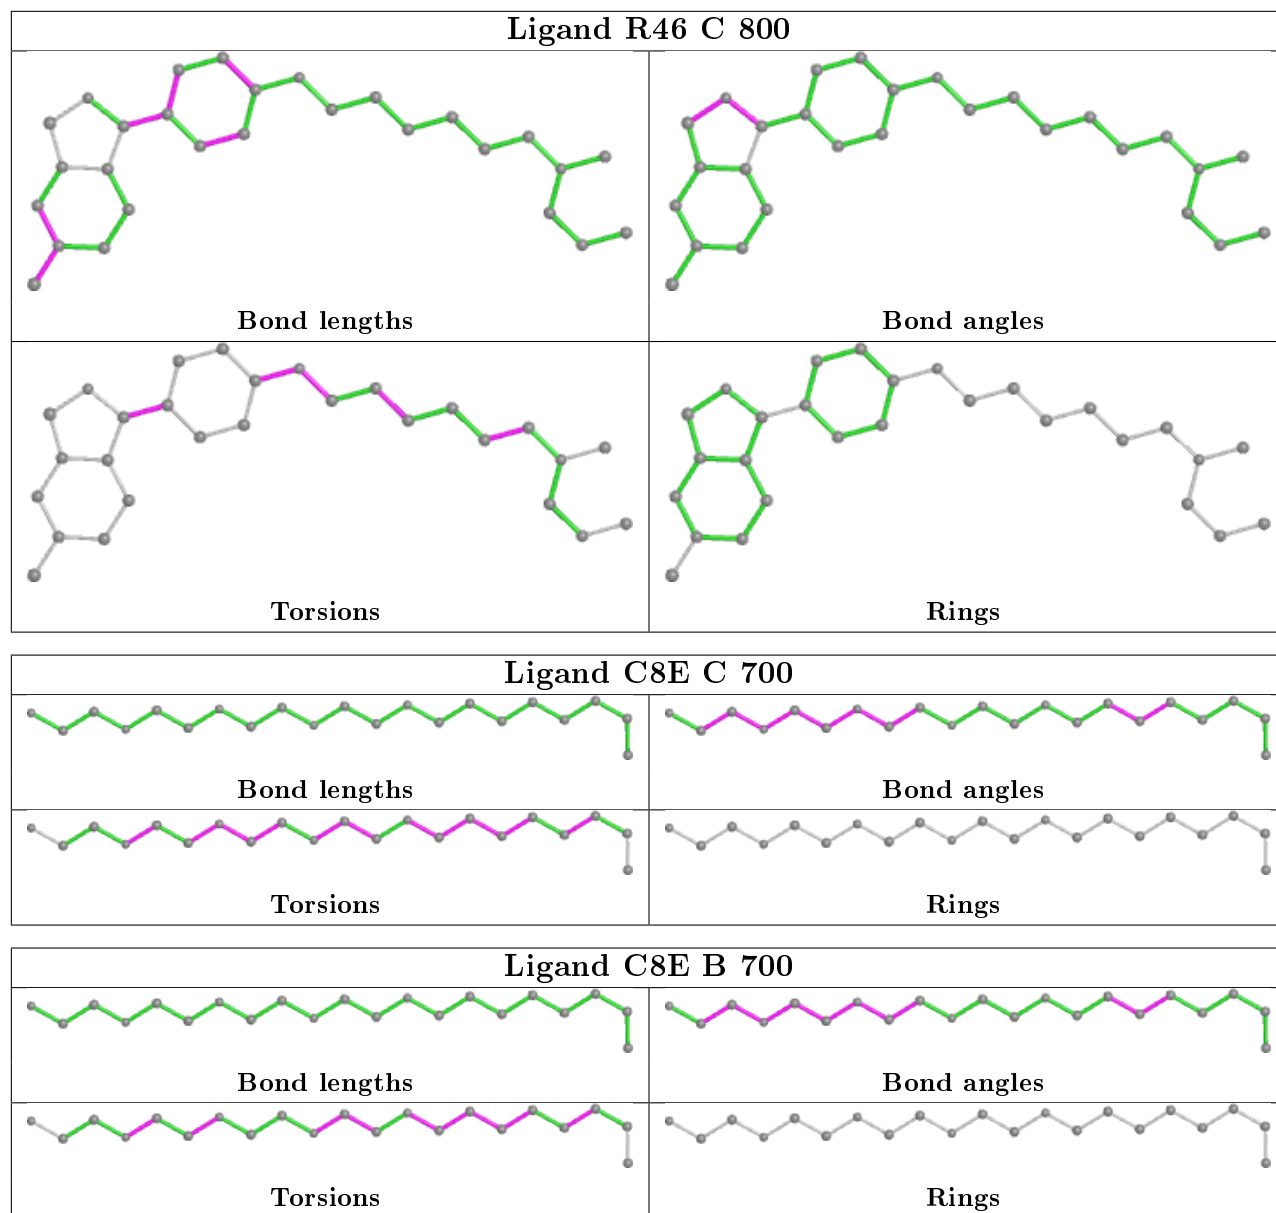 Ligand R46 C 800
Bond lengths
Bond angles
Torsions
Rings
Ligand C8E C 700
Bond lengths
Bond angles
Torsions
Rings
Ligand C8E B 700
Bond lengths
Bond angles
Torsions
Rings